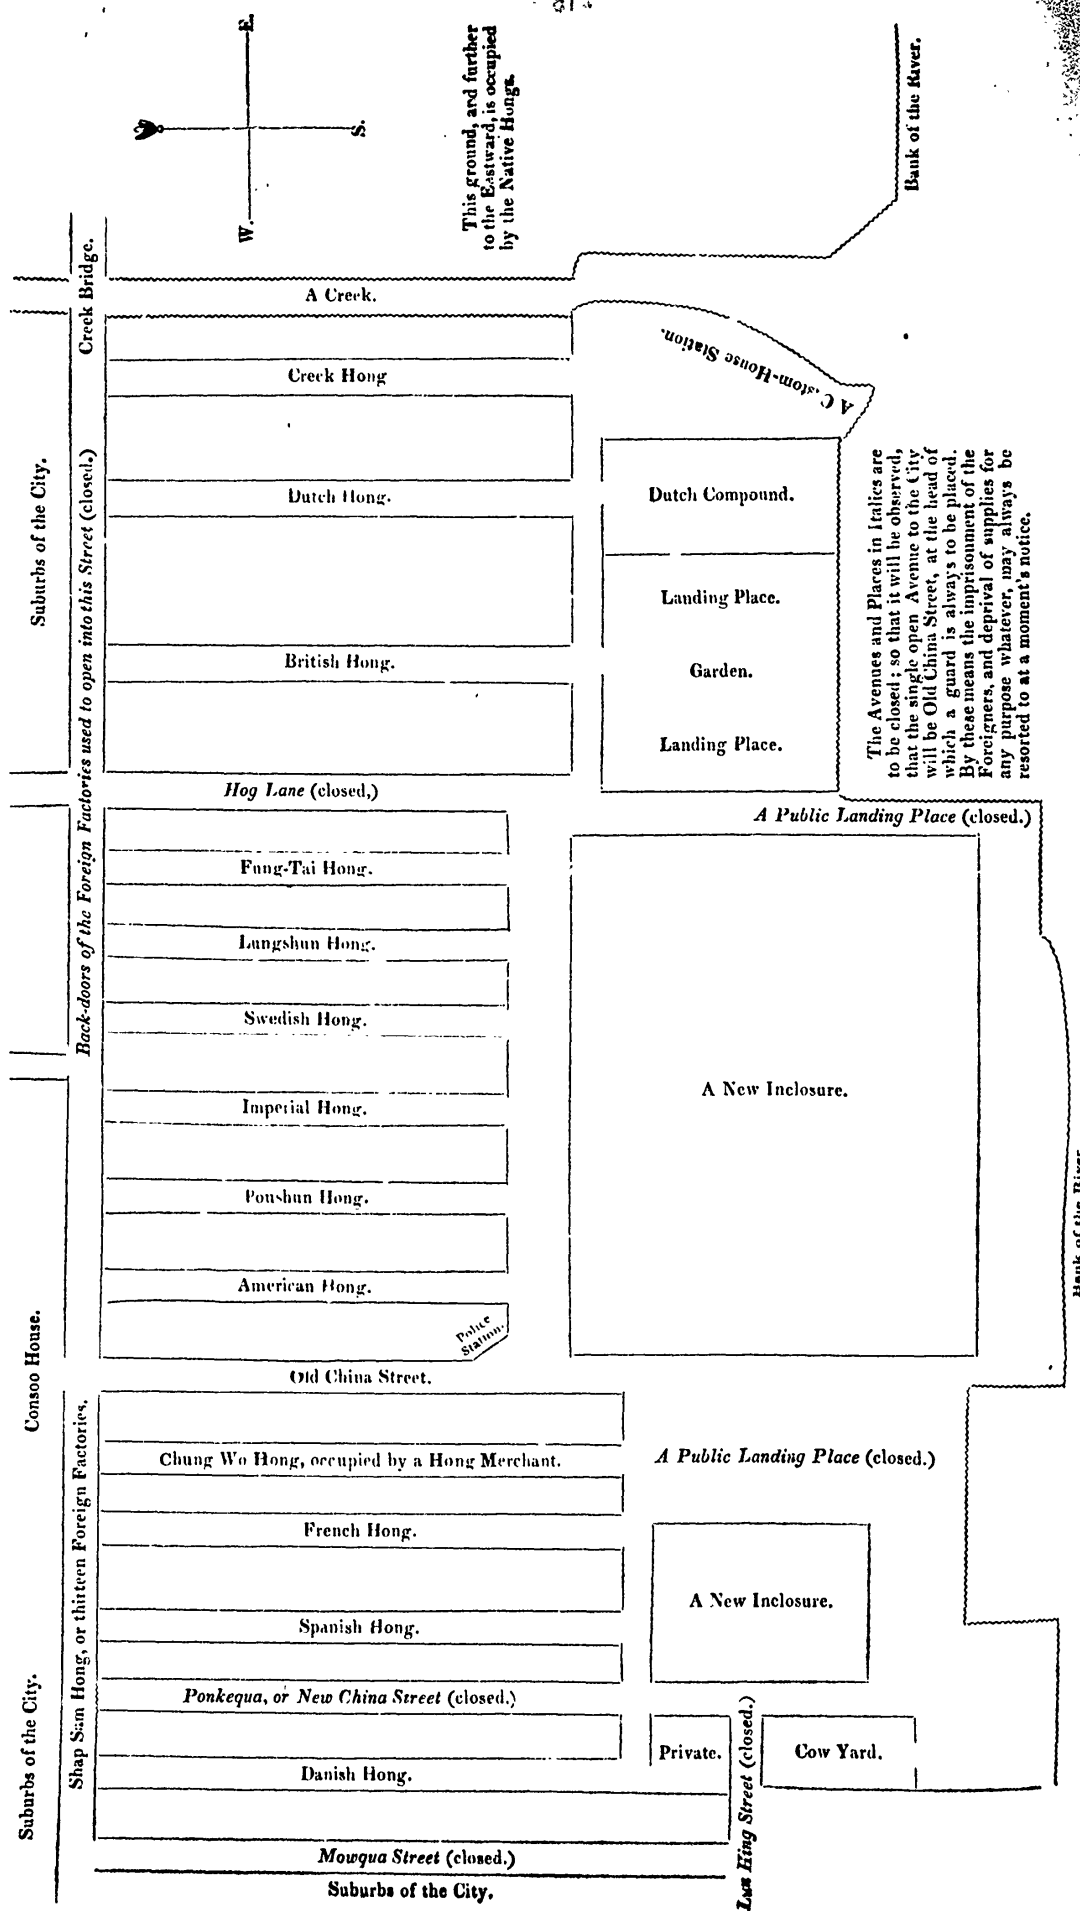 E.
S.
W.
This ground, and further
to the Eastward, is occupied
by the Native Hongs.
Bank of the River.
Creek Bridge.
A Creek.
A Custom-House Station.
Creek Hong
Suburbs of the City.
Back-doors of the Foreign Factories used to open into this Street (closed.)
Dutch Hong.
Dutch Compound.
Landing Place.
British Hong.
Garden.
Landing Place.
The Avenues and Places in Italics are
to be closed; so that it will be observed,
that the single open Avenue to the City
will be Old China Street, at the head of
which a guard is always to be placed.
By these means the imprisonment of the
Foreigners, and deprival of supplies for
any purpose whatever, may always be
resorted to at a moment's notice.
Hog Lane (closed,)
A Public Landing Place (closed.)
Fung-Tai Hong.
Lungshun Hong.
Swedish Hong.
A New Inclosure.
Imperial Hong.
Poushun Hong.
Bank of the River
American Hong.
Police
Station.
Consoo House.
Old China Street.
Shap Sam Hong, or thirteen Foreign Factories.
Chung Wo Hong, occupied by a Hong Merchant.
A Public Landing Place (closed.)
French Hong.
A New Inclosure.
Spanish Hong.
Suburbs of the City.
Ponkequa, or New China Street (closed.)
Private.
Cow Yard.
Danish Hong.
King Street (closed.)
Mowqua Street (closed.)
Suburbs of the City.